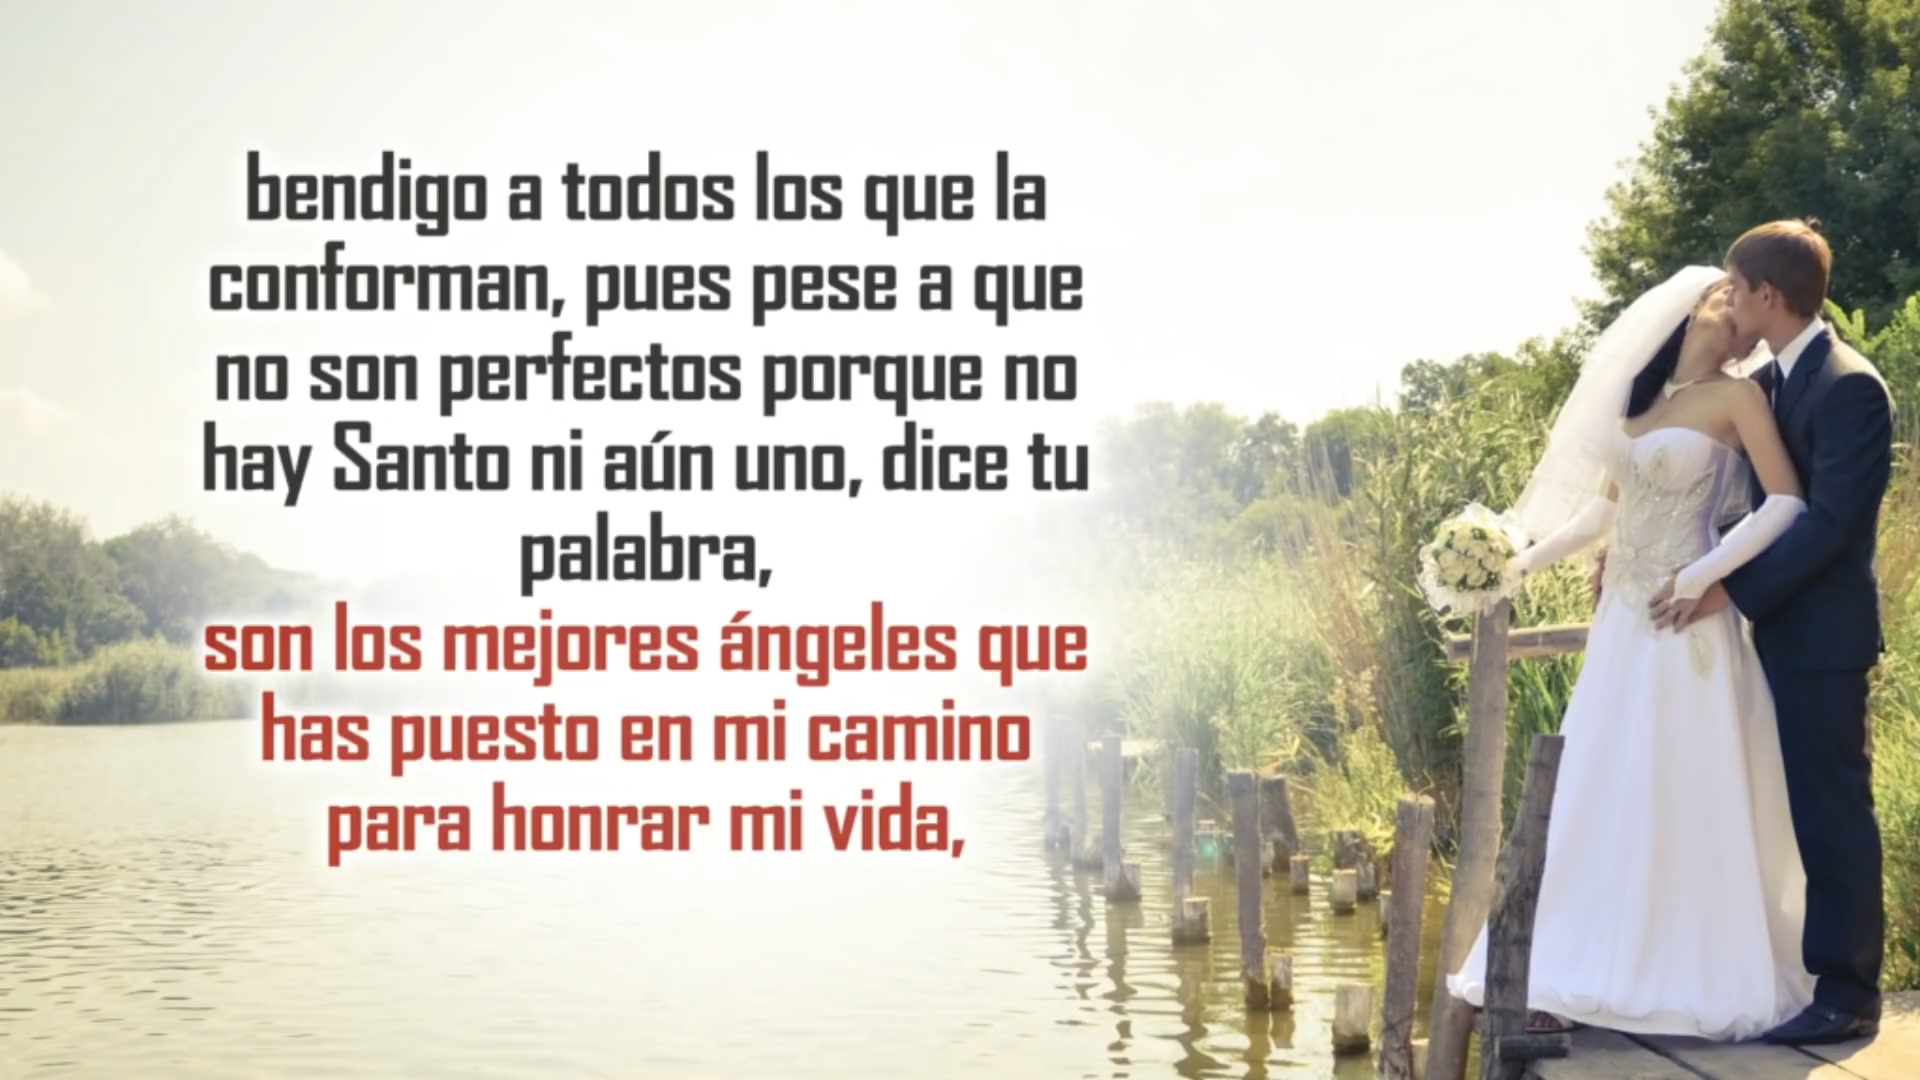 bendigo a todos los que la
conforman, pues pese a que
no son perfectos porque no
hay Santo ni aún uno, dice tu
palabra,
son los mejores ángeles que
has puesto en mi camino
para honrar mi vida,